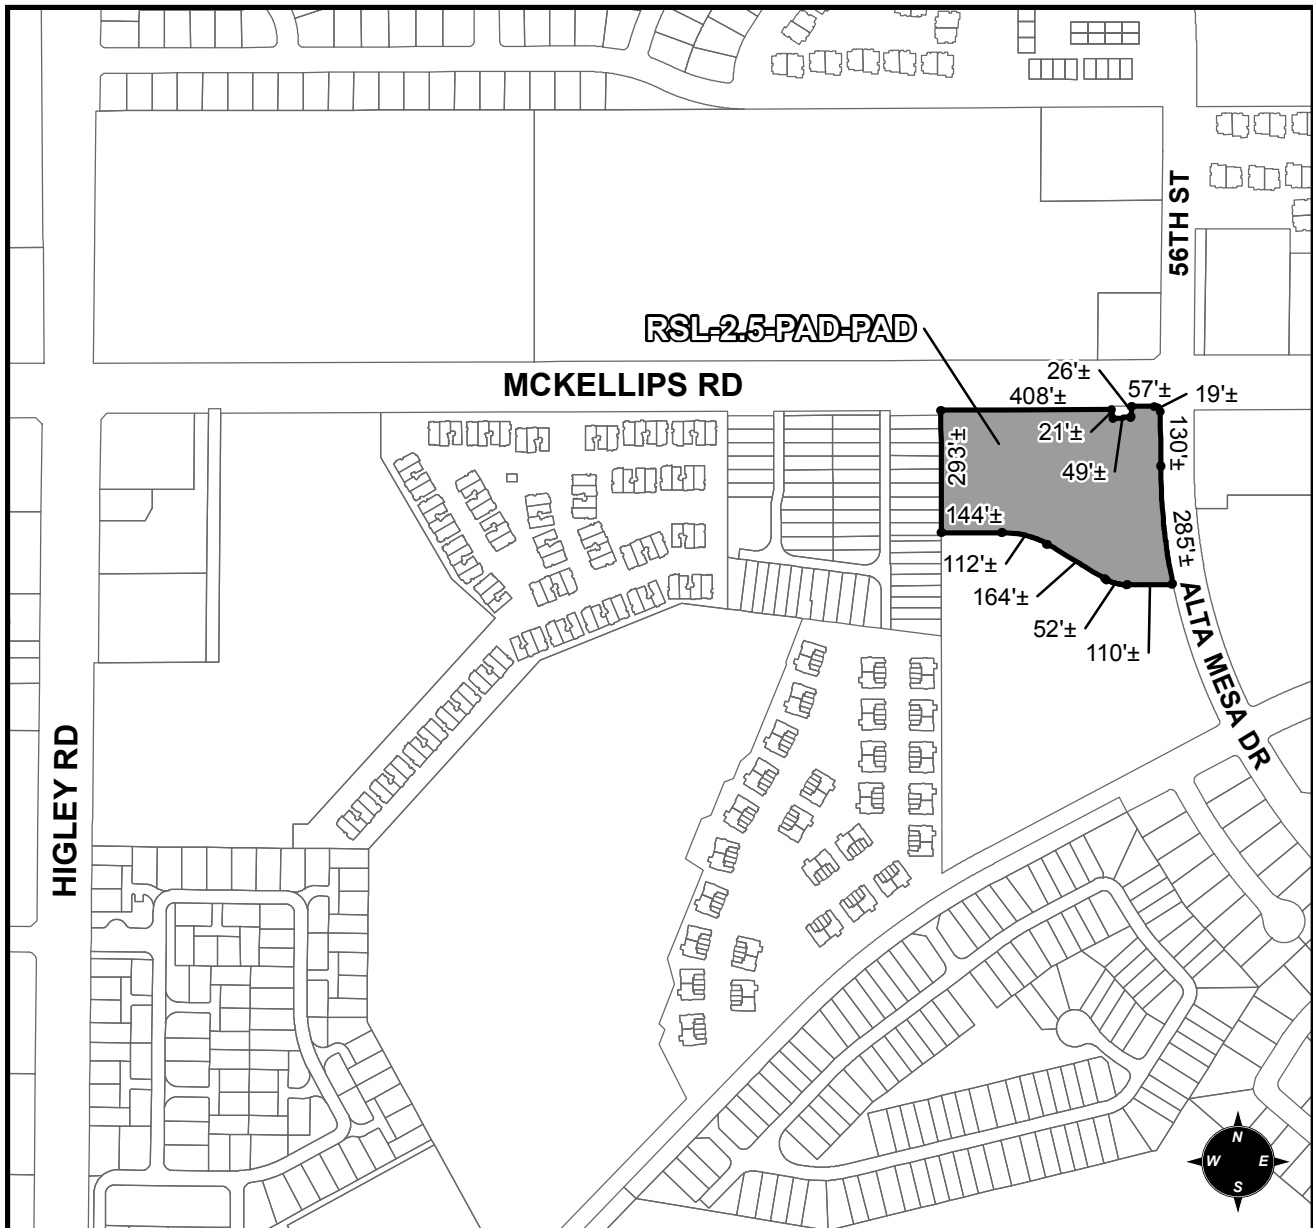 56TH ST
RSL-2.5-PAD-PAD
MCKELLIPS RD
26'±
57'±
19'±
408'±
21'±
130'±
293'±
49'±
144'±
285'±
112'±
164'±
52'±
110'±
ALTA MESA DR
HIGLEY RD
N
W E
S